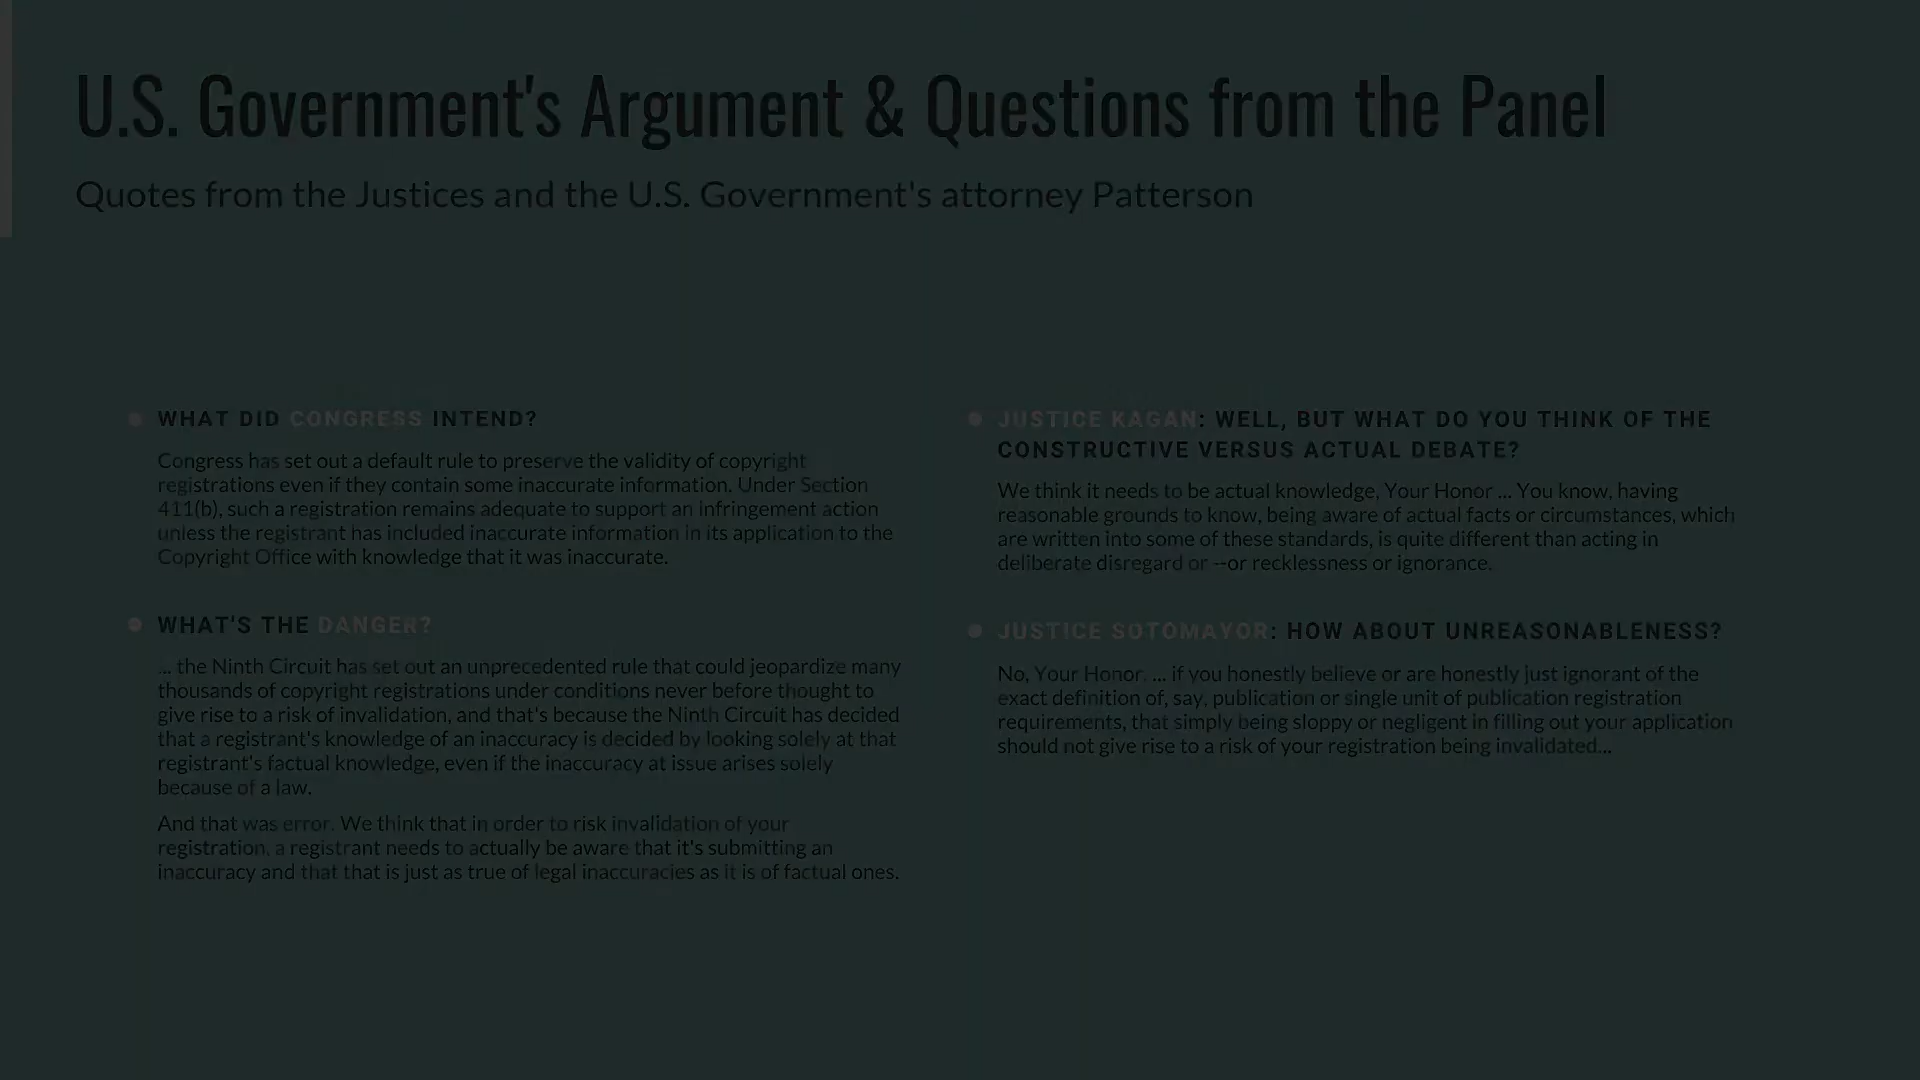 U.S. Government's Argument & Questions from the Panel
Quotes from the Justices and the U.S. Government's attorney Patterson
WHAT DID CONGRESS INTEND?
Congress has set out a default rule to preserve the validity of copyright
registrations even if they contain some inaccurate information. Under Section
411(b), such a registration remains adequate to support an infringement action
unless the registrant has included inaccurate information in its application to the
Copyright Office with knowledge that it was inaccurate.
WHAT'S THE DANGER?
... the Ninth Circuit has set out an unprecedented rule that could jeopardize many
thousands of copyright registrations under conditions never before thought to
give rise to a risk of invalidation, and that's because the Ninth Circuit has decided
that a registrant's knowledge of an inaccuracy is decided by looking solely at that
registrant's factual knowledge, even if the inaccuracy at issue arises solely
because of a law.
And that was error. We think that in order to risk invalidation of your
registration, a registrant needs to actually be aware that it's submitting an
inaccuracy and that that is just as true of legal inaccuracies as it is of factual ones.
JUSTICE KAGAN: WELL, BUT WHAT DO YOU THINK OF THE
CONSTRUCTIVE VERSUS ACTUAL DEBATE?
We think it needs to be actual knowledge, Your Honor ... You know, having
reasonable grounds to know, being aware of actual facts or circumstances, which
are written into some of these standards, is quite different than acting in
deliberate disregard or --or recklessness or ignorance.
JUSTICE SOTOMAYOR: HOW ABOUT UNREASONABLENESS?
No, Your Honor. ... if you honestly believe or are honestly just ignorant of the
exact definition of, say, publication or single unit of publication registration
requirements, that simply being sloppy or negligent in filling out your application
should not give rise to a risk of your registration being invalidated...